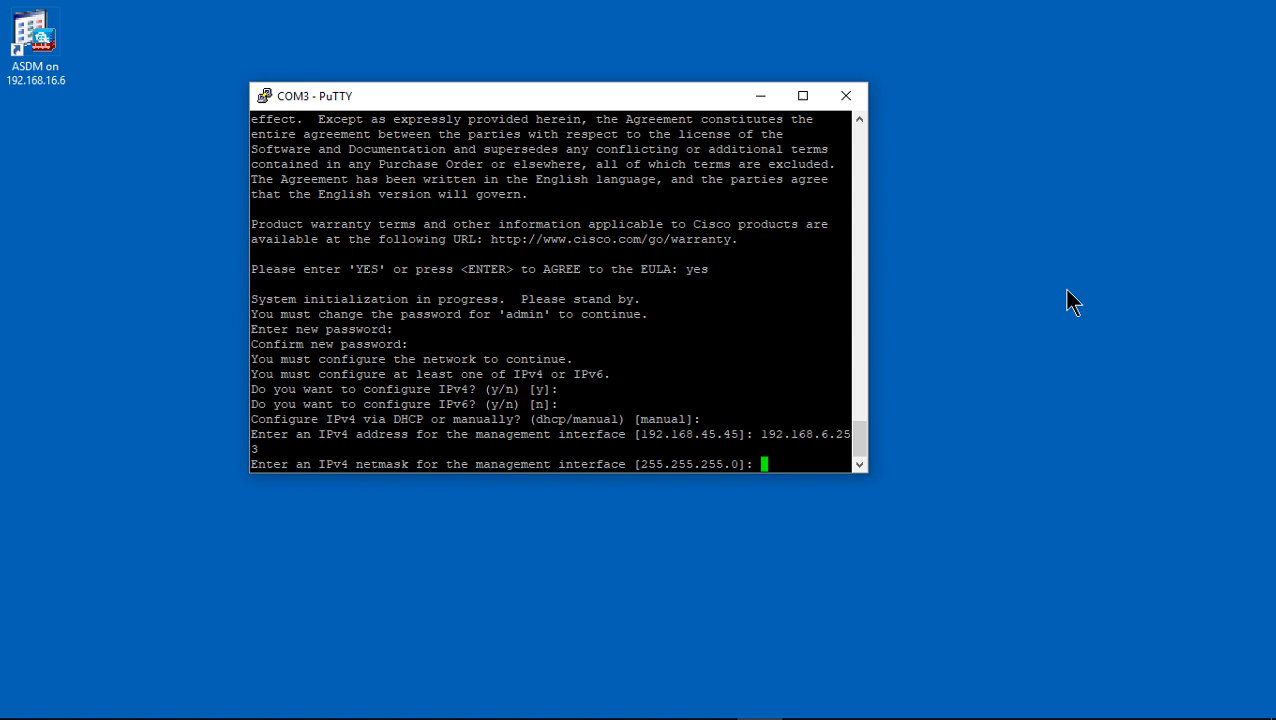 ASDM on
192.168.16.6
COM3 - PuTTY
effect.  Except as expressly provided herein, the Agreement constitutes the
entire agreement between the parties with respect to the license of the
Software and Documentation and supersedes any conflicting or additional terms
contained in any Purchase Order or elsewhere, all of which terms are excluded.
The Agreement has been written in the English language, and the parties agree
that the English version will govern.
Product warranty terms and other information applicable to Cisco products are
available at the following URL: http://www.cisco.com/go/warranty.
Please enter 'YES' or press <ENTER> to AGREE to the EULA: yes
System initialization in progress.  Please stand by.
You must change the password for 'admin' to continue.
Enter new password:
Confirm new password:
You must configure the network to continue.
You must configure at least one of IPv4 or IPv6.
Do you want to configure IPv4? (y/n) [y]:
Do you want to configure IPv6? (y/n) [n]:
Configure IPv4 via DHCP or manually? (dhcp/manual) [manual]:
Enter an IPv4 address for the management interface [192.168.45.45]: 192.168.6.25
3
Enter an IPv4 netmask for the management interface [255.255.255.0]: